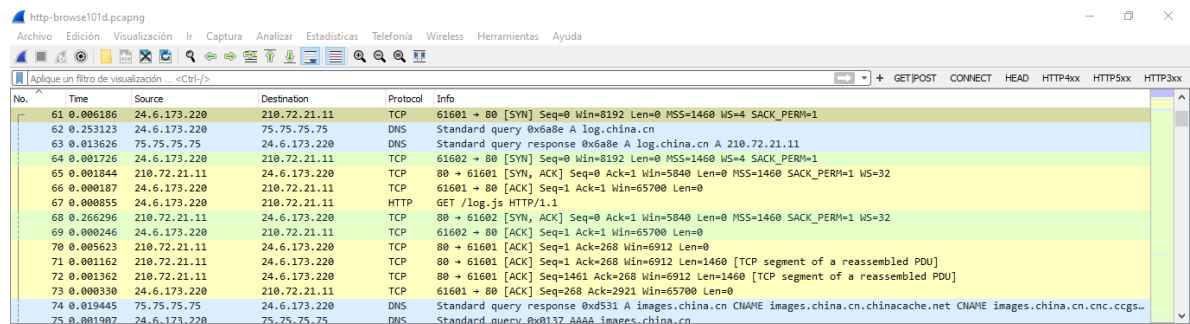 http-browse101d.pcapng
Archivo Edición Visualización Ir Captura Analizar Estadísticas Telefonía Wireless Herramientas Ayuda
Aplique un filtro de visualización ... <Ctrl-/> + GET|POST CONNECT HEAD HTTP4xx HTTP5xx HTTP3xx
No. Time Source Destination Protocol Info
61 0.006186 24.6.173.220 210.72.21.11 TCP 61601 → 80 [SYN] Seq=0 Win=8192 Len=0 MSS=1460 WS=4 SACK_PERM=1
62 0.253123 24.6.173.220 75.75.75.75 DNS Standard query 0x6a8e A log.china.cn
63 0.013626 75.75.75.75 24.6.173.220 DNS Standard query response 0x6a8e A log.china.cn A 210.72.21.11
64 0.001726 24.6.173.220 210.72.21.11 TCP 61602 → 80 [SYN] Seq=0 Win=8192 Len=0 MSS=1460 WS=4 SACK_PERM=1
65 0.001844 210.72.21.11 24.6.173.220 TCP 80 → 61601 [SYN, ACK] Seq=0 Ack=1 Win=5840 Len=0 MSS=1460 SACK_PERM=1 WS=32
66 0.000187 24.6.173.220 210.72.21.11 TCP 61601 → 80 [ACK] Seq=1 Ack=1 Win=65700 Len=0
67 0.000855 24.6.173.220 210.72.21.11 HTTP GET /log.js HTTP/1.1
68 0.266296 210.72.21.11 24.6.173.220 TCP 80 → 61602 [SYN, ACK] Seq=0 Ack=1 Win=5840 Len=0 MSS=1460 SACK_PERM=1 WS=32
69 0.000246 24.6.173.220 210.72.21.11 TCP 61602 → 80 [ACK] Seq=1 Ack=1 Win=65700 Len=0
70 0.005623 210.72.21.11 24.6.173.220 TCP 80 → 61601 [ACK] Seq=1 Ack=268 Win=6912 Len=0
71 0.001162 210.72.21.11 24.6.173.220 TCP 80 → 61601 [ACK] Seq=1 Ack=268 Win=6912 Len=1460 [TCP segment of a reassembled PDU]
72 0.001362 210.72.21.11 24.6.173.220 TCP 80 → 61601 [ACK] Seq=1461 Ack=268 Win=6912 Len=1460 [TCP segment of a reassembled PDU]
73 0.000330 24.6.173.220 210.72.21.11 TCP 61601 → 80 [ACK] Seq=268 Ack=2921 Win=65700 Len=0
74 0.019445 75.75.75.75 24.6.173.220 DNS Standard query response 0xd531 A images.china.cn CNAME images.china.cn.chinacache.net CNAME images.china.cn.cnc.ccgs…
75 0.001907 24.6.173.220 75.75.75.75 DNS Standard query 0x0137 AAAA images.china.cn